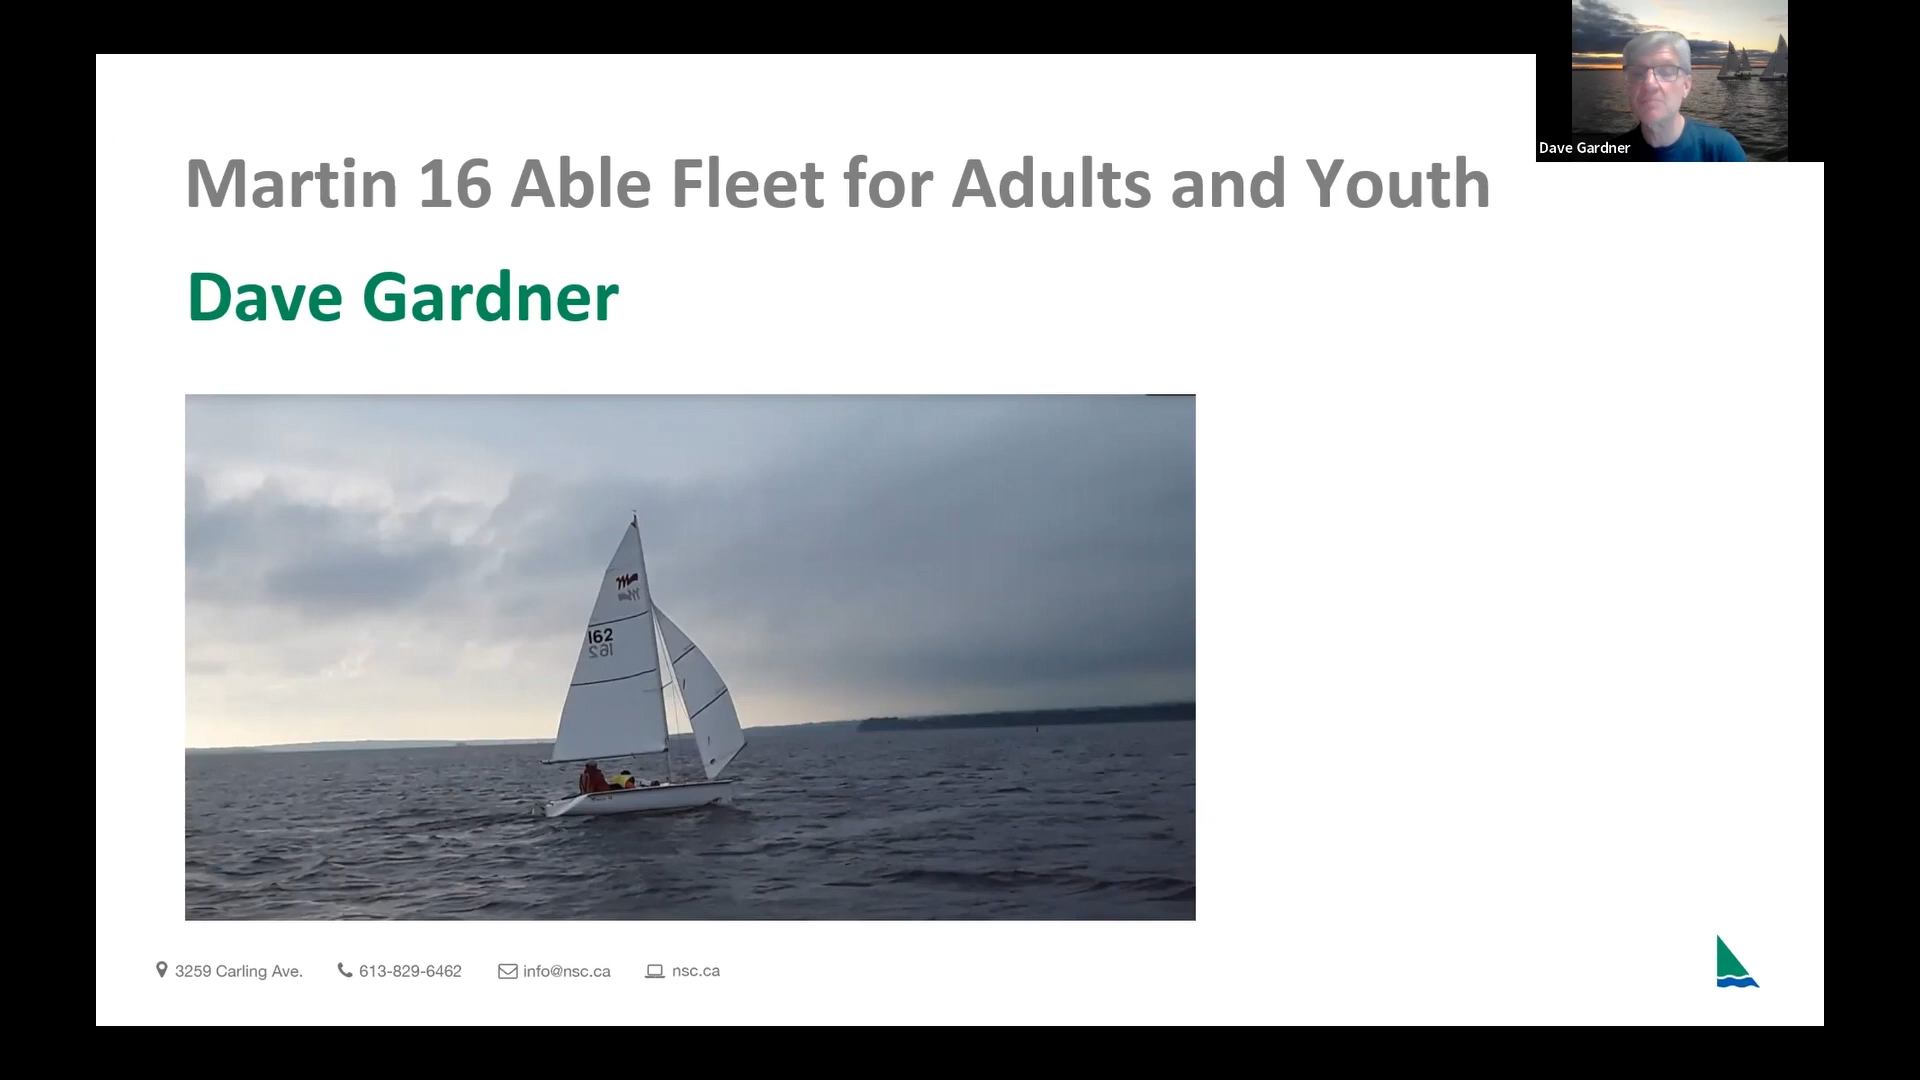 Dave Gardner
Martin 16 Able Fleet for Adults and Youth
Dave Gardner
162
162
3259 Carling Ave.
613-829-6462
info@nsc.ca
nsc.ca